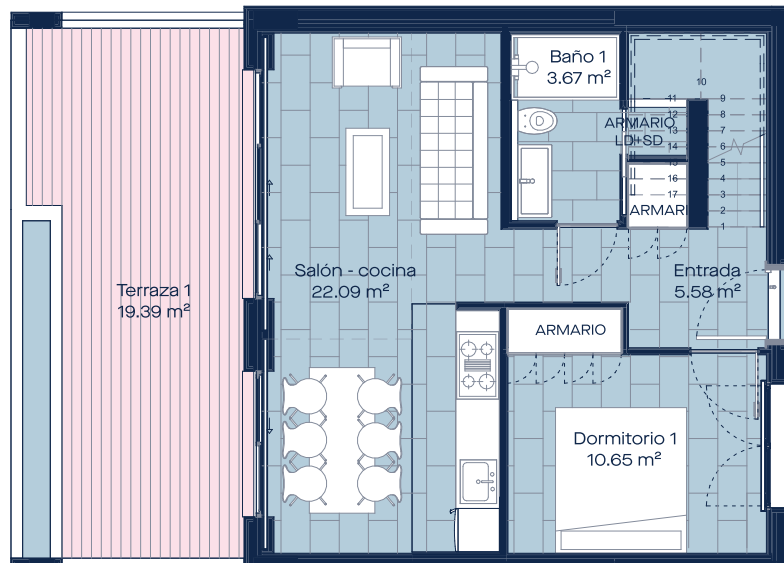 Baño 1
3.67 m²
10
11
9
12
8
ARMARIO
13
7
LD+SD
14
6
15
5
16
4
17
3
ARMARI
2
1
Terraza 1
19.39 m²
Salón - cocina
22.09 m²
Entrada
5.58 m²
ARMARIO
Dormitorio 1
10.65 m²